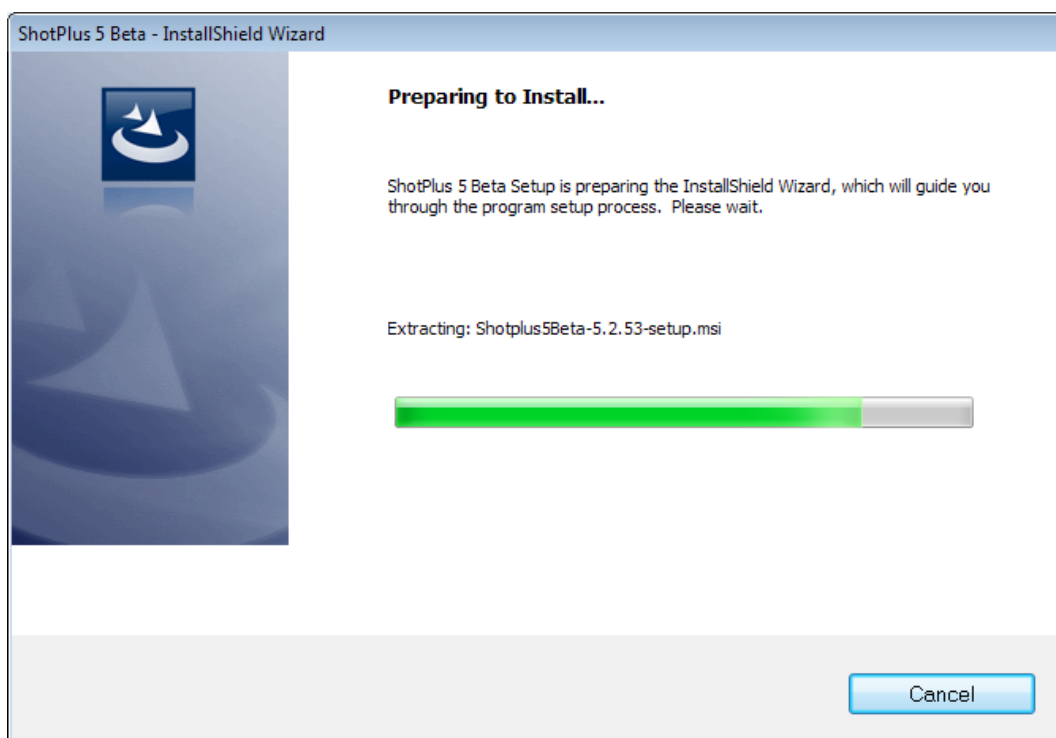 ShotPlus 5 Beta - InstallShield Wizard
Preparing to Install...
ShotPlus 5 Beta Setup is preparing the InstallShield Wizard, which will guide you
through the program setup process.  Please wait.
Extracting: Shotplus5Beta-5.2.53-setup.msi
Cancel